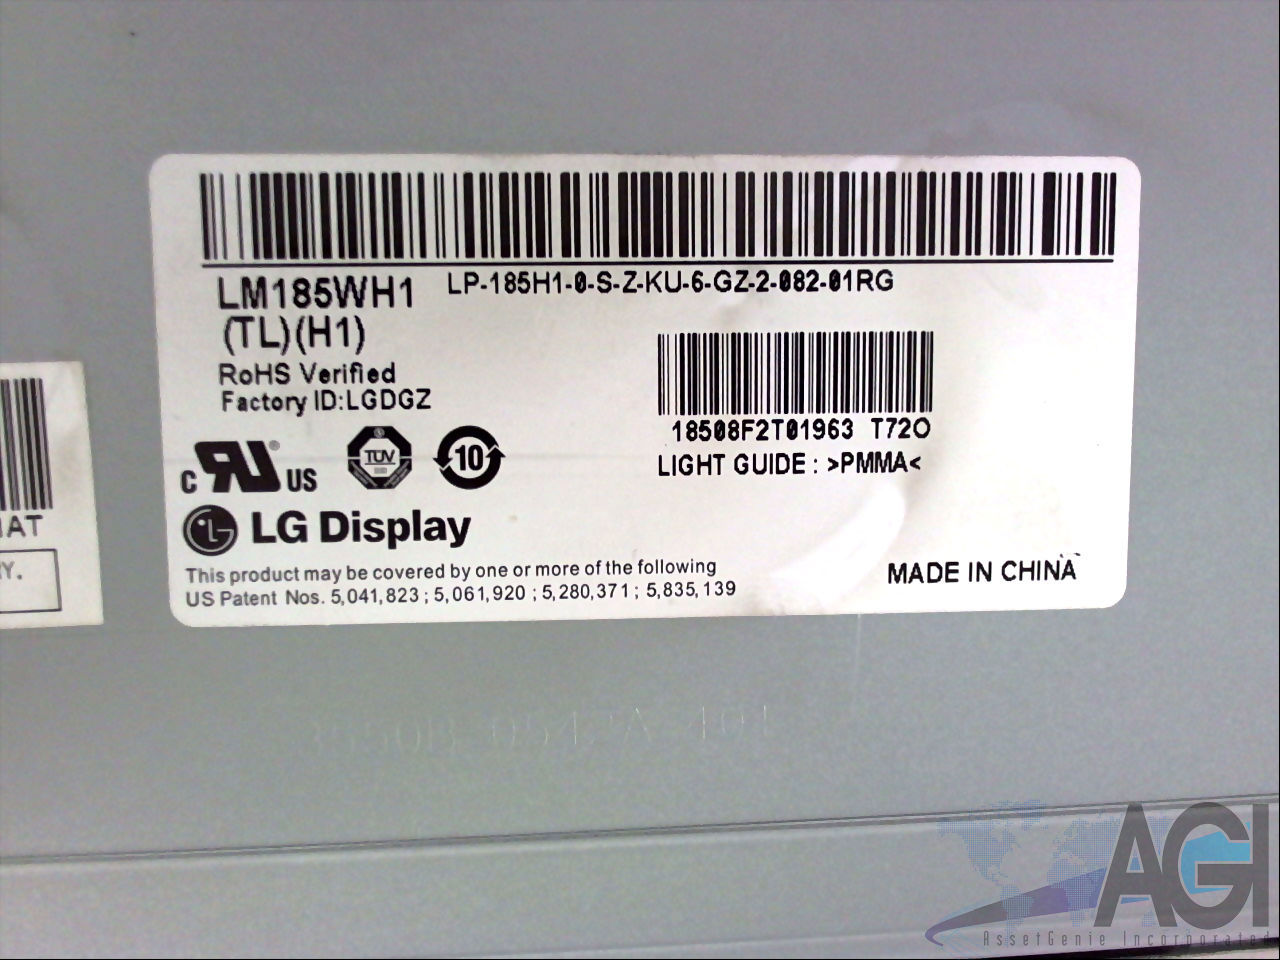 LM185WH1 LP-185H1-0-S-Z-KU-6-GZ-2-082-01RG
(TL)(H1)
RoHS Verified
Factory ID:LGDGZ
18508F2T01963 T72O
LIGHT GUIDE : >PMMA<
C US
TUV
10
LG Display
This product may be covered by one or more of the following
US Patent Nos. 5,041,823 ; 5,061,920 ; 5,280,371 ; 5,835,139
MADE IN CHINA
AT
Y.
AGI
AssetGenie Incorporated